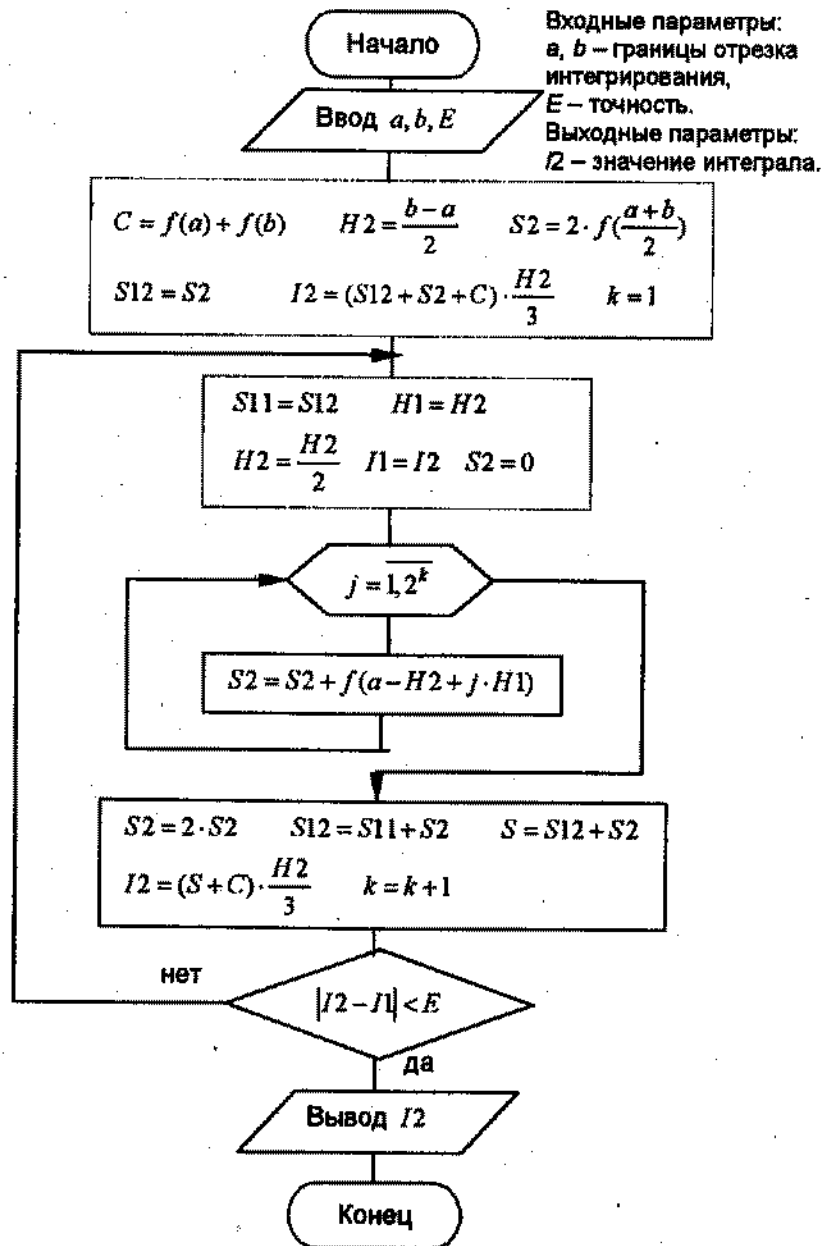 Начало
Входные параметры:
a, b – границы отрезка
интегрирования,
E – точность.
Выходные параметры:
I2 – значение интеграла.
Ввод a, b, E
C = f(a) + f(b)    H2 = (b−a)/2    S2 = 2·f((a+b)/2)
S12 = S2    I2 = (S12 + S2 + C)·H2/3    k = 1
S11 = S12    H1 = H2
H2 = H2/2    I1 = I2    S2 = 0
j = 1, 2^k
S2 = S2 + f(a − H2 + j·H1)
S2 = 2·S2    S12 = S11 + S2    S = S12 + S2
I2 = (S + C)·H2/3    k = k + 1
нет
|I2 − I1| < E
да
Вывод I2
Конец